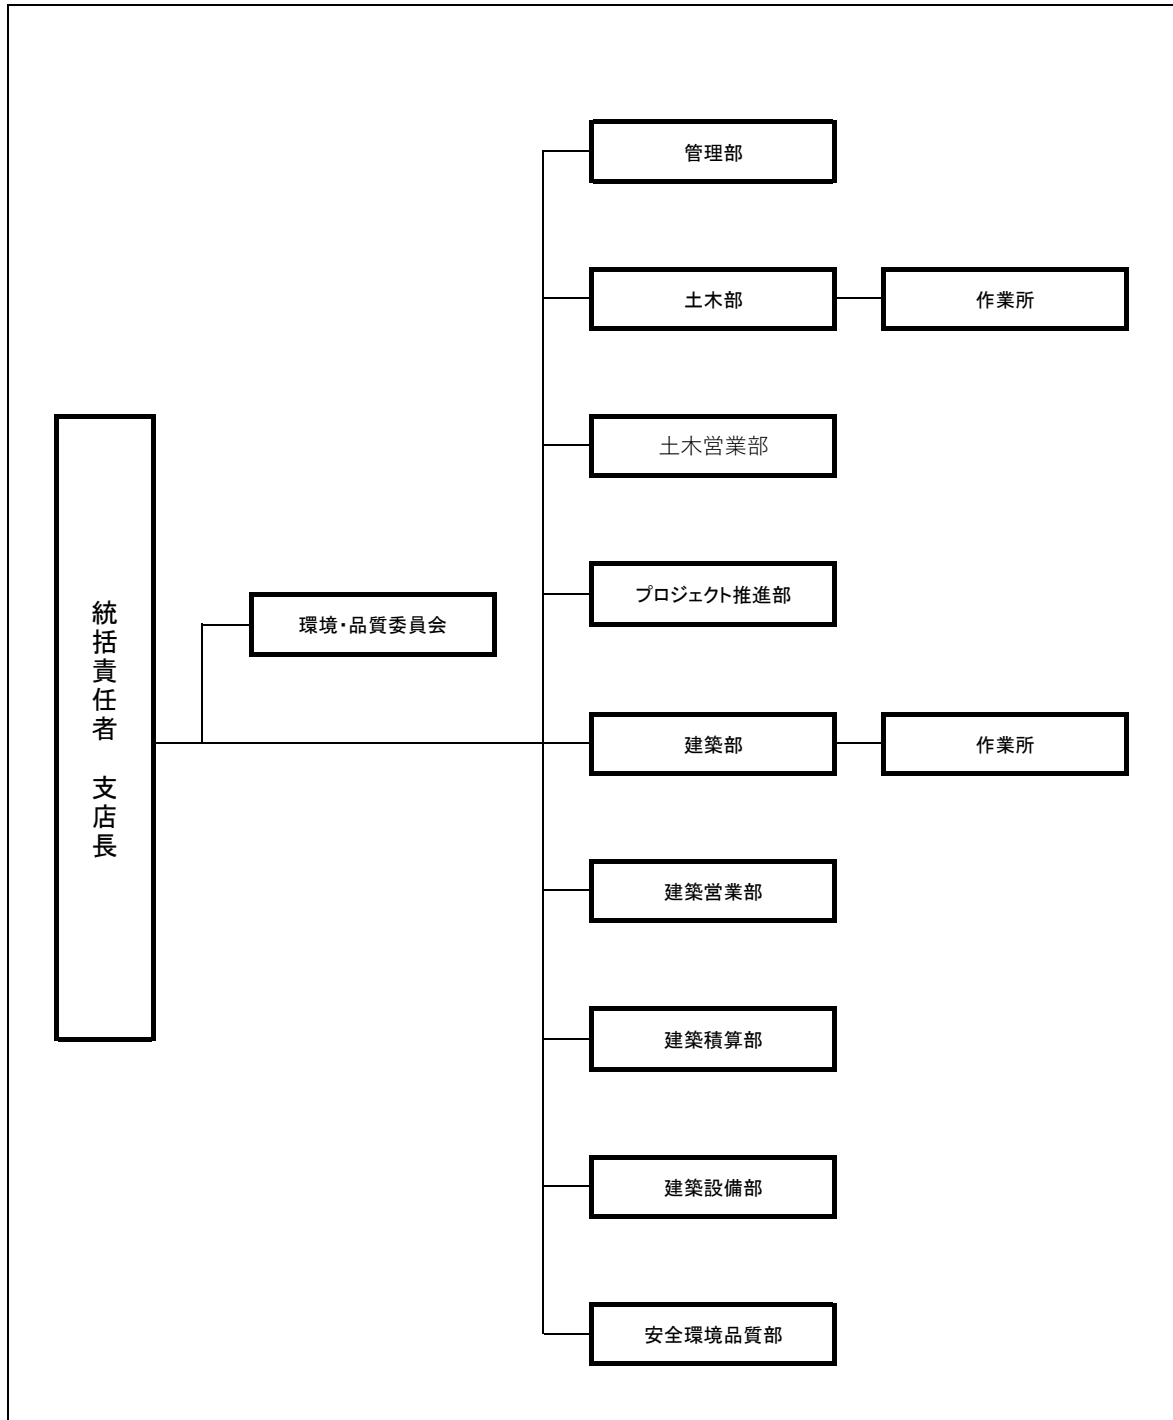 統括責任者　支店長
環境・品質委員会
管理部
土木部
作業所
土木営業部
プロジェクト推進部
建築部
作業所
建築営業部
建築積算部
建築設備部
安全環境品質部